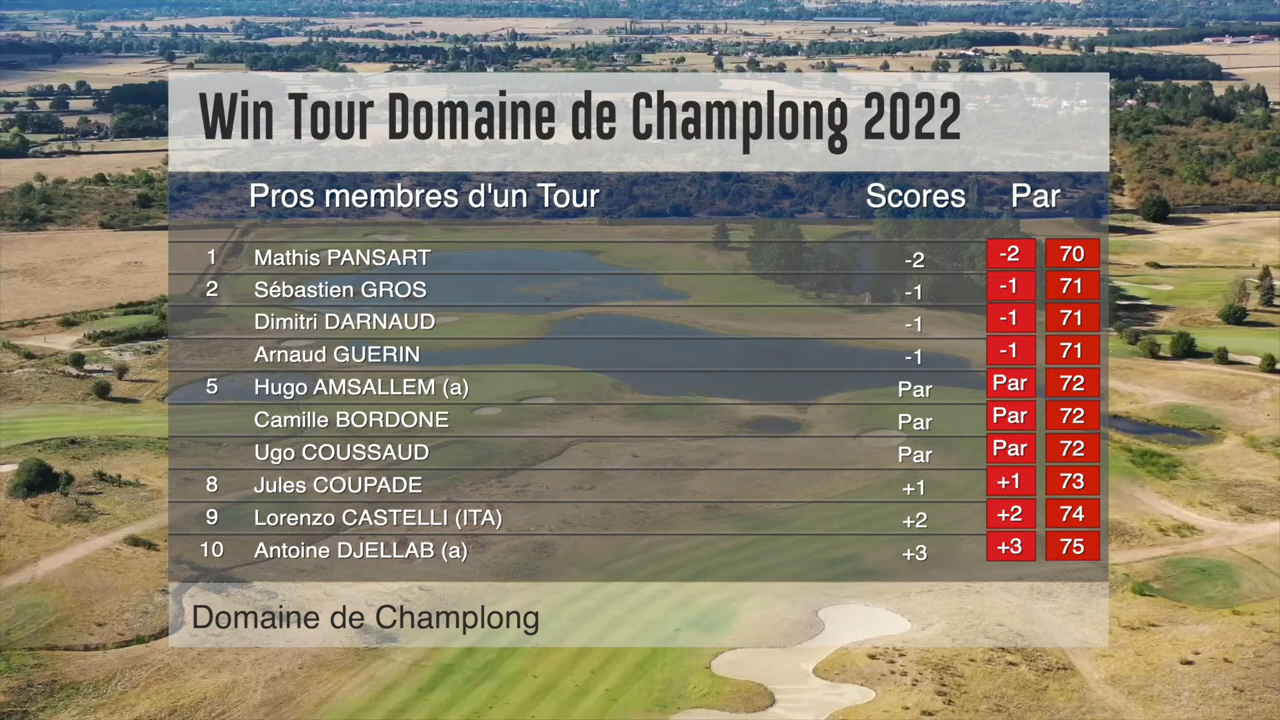 Win Tour Domaine de Champlong 2022
Pros membres d'un Tour Scores Par
1 Mathis PANSART -2 -2 70
2 Sébastien GROS -1 -1 71
Dimitri DARNAUD -1 -1 71
Arnaud GUERIN -1 -1 71
5 Hugo AMSALLEM (a) Par Par 72
Camille BORDONE Par Par 72
Ugo COUSSAUD Par Par 72
8 Jules COUPADE +1 +1 73
9 Lorenzo CASTELLI (ITA) +2 +2 74
10 Antoine DJELLAB (a) +3 +3 75
Domaine de Champlong